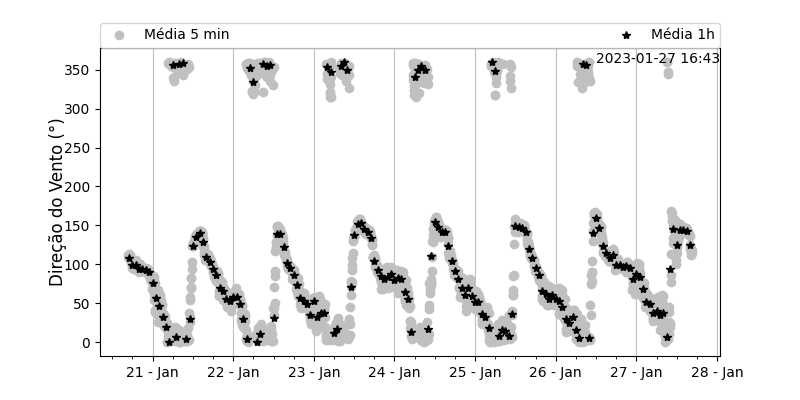 Média 5 min
Média 1h
2023-01-27 16:43
Direção do Vento (°)
350
300
250
200
150
100
50
0
21 - Jan
22 - Jan
23 - Jan
24 - Jan
25 - Jan
26 - Jan
27 - Jan
28 - Jan